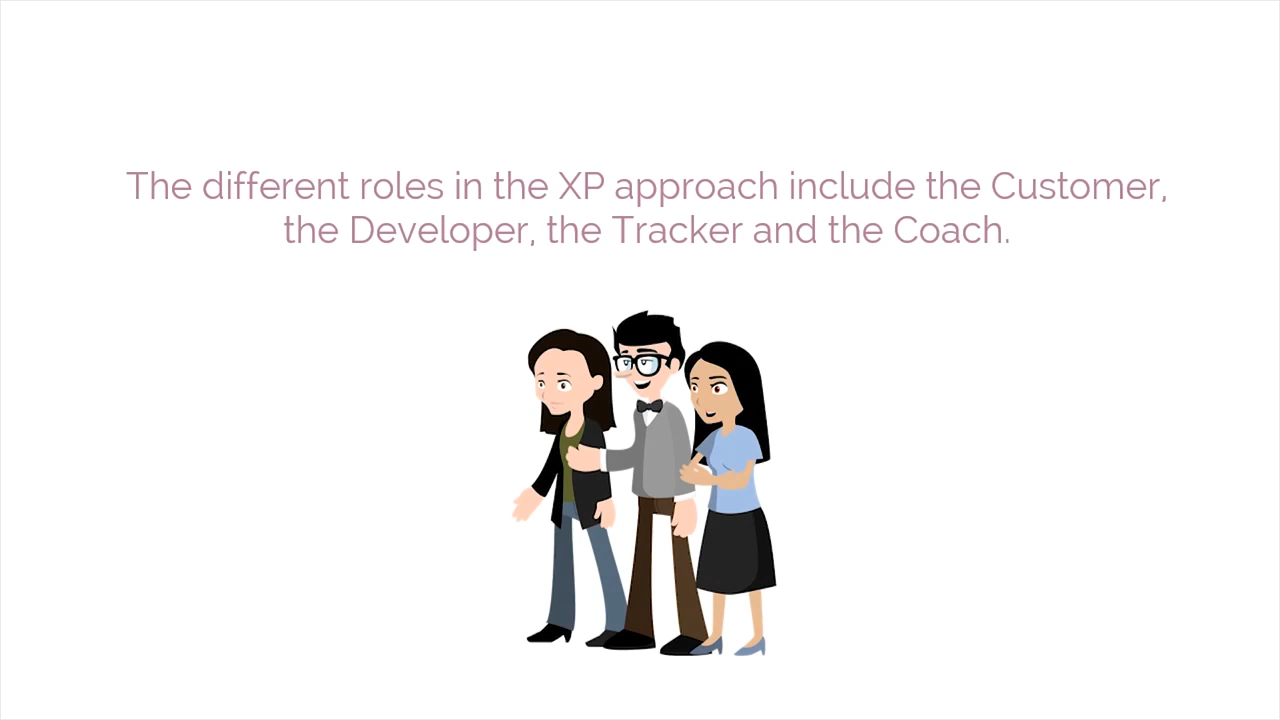 The different roles in the XP approach include the Customer,
the Developer, the Tracker and the Coach.